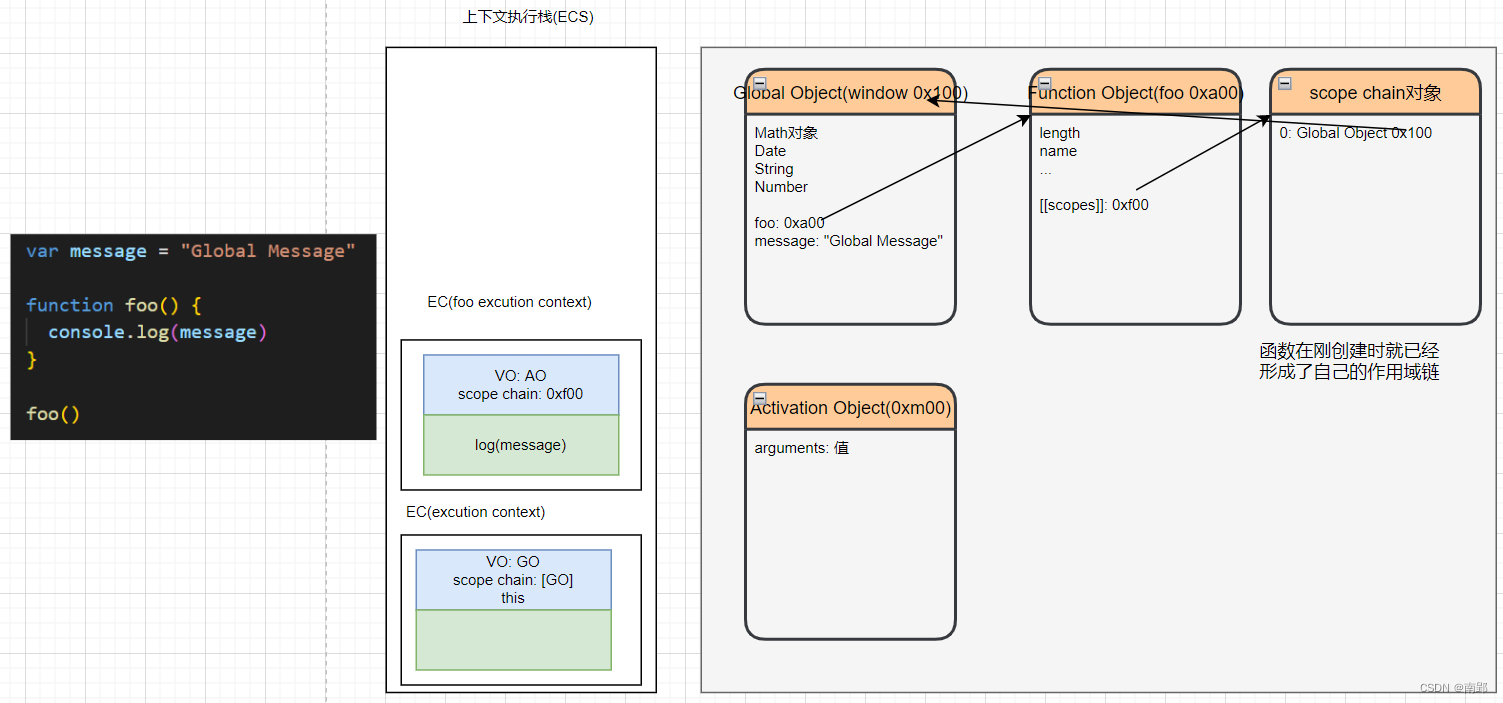 上下文执行栈(ECS)
var message = "Global Message"
function foo() {
console.log(message)
}
foo()
EC(foo excution context)
VO: AO
scope chain: 0xf00
log(message)
EC(excution context)
VO: GO
scope chain: [GO]
this
Global Object(window 0x100)
Math对象
Date
String
Number
foo: 0xa00
message: "Global Message"
Function Object(foo 0xa00)
length
name
...
[[scopes]]: 0xf00
scope chain对象
0: Global Object 0x100
函数在刚创建时就已经
形成了自己的作用域链
Activation Object(0xm00)
arguments: 值
CSDN @南郢